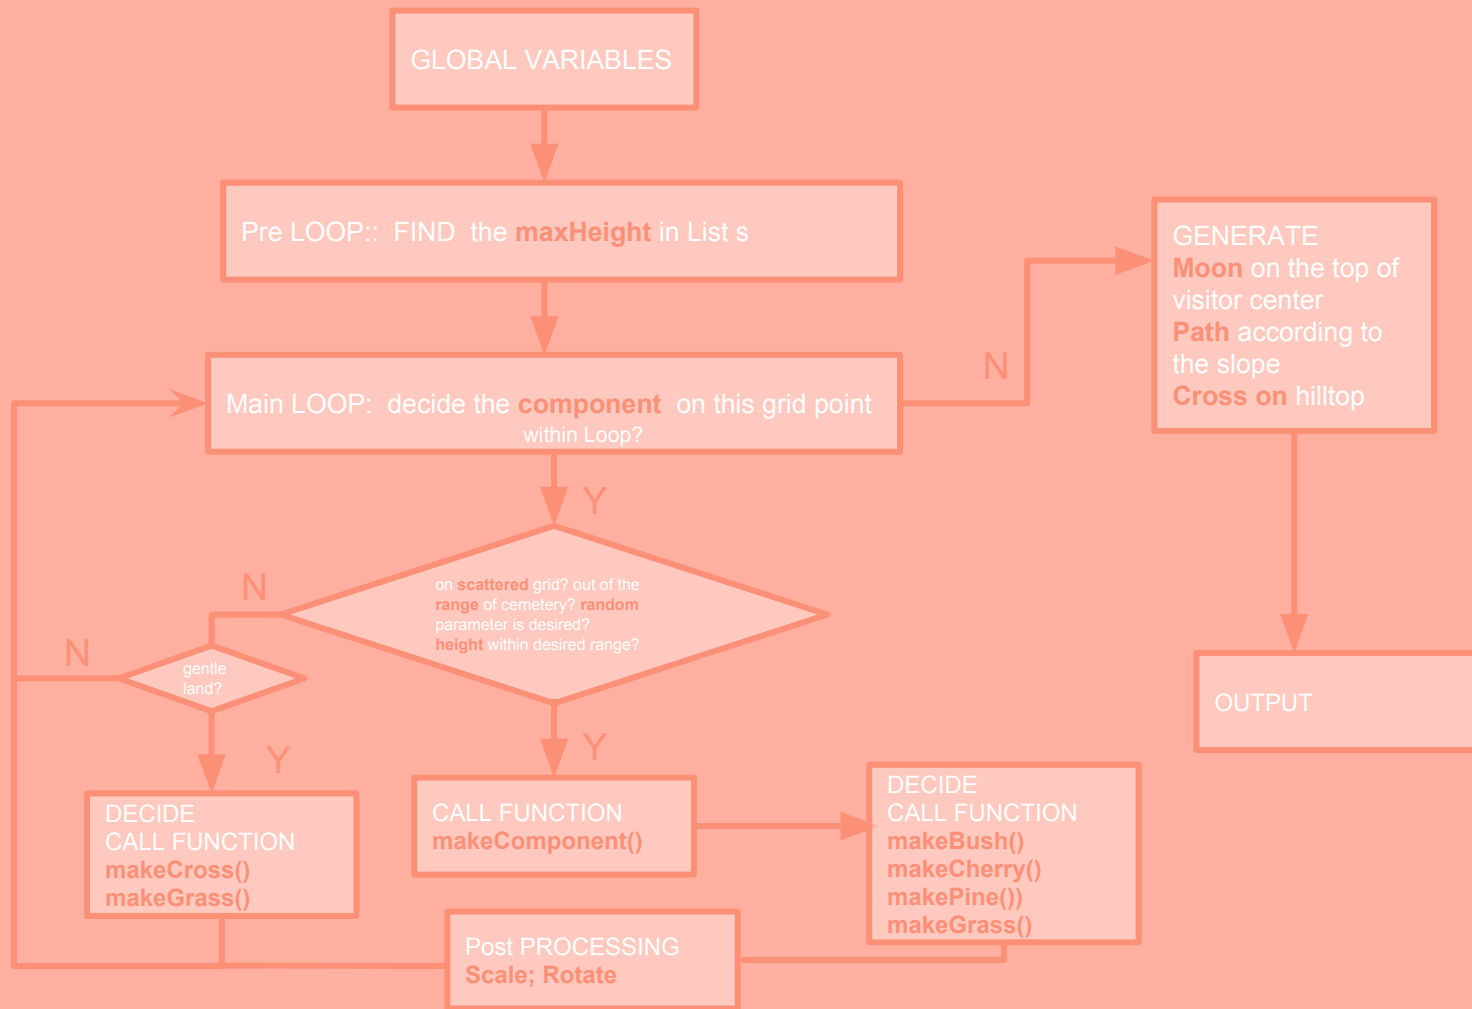 GLOBAL VARIABLES
Pre LOOP:: FIND the maxHeight in List s
GENERATE
Moon on the top of
visitor center
Path according to
the slope
Cross on hilltop
N
Main LOOP: decide the component on this grid point
within Loop?
Y
N
on scattered grid? out of the
range of cemetery? random
parameter is desired?
height within desired range?
N
gentle
land?
OUTPUT
Y
Y
DECIDE
CALL FUNCTION
makeCross()
makeGrass()
CALL FUNCTION
makeComponent()
DECIDE
CALL FUNCTION
makeBush()
makeCherry()
makePine())
makeGrass()
Post PROCESSING
Scale; Rotate